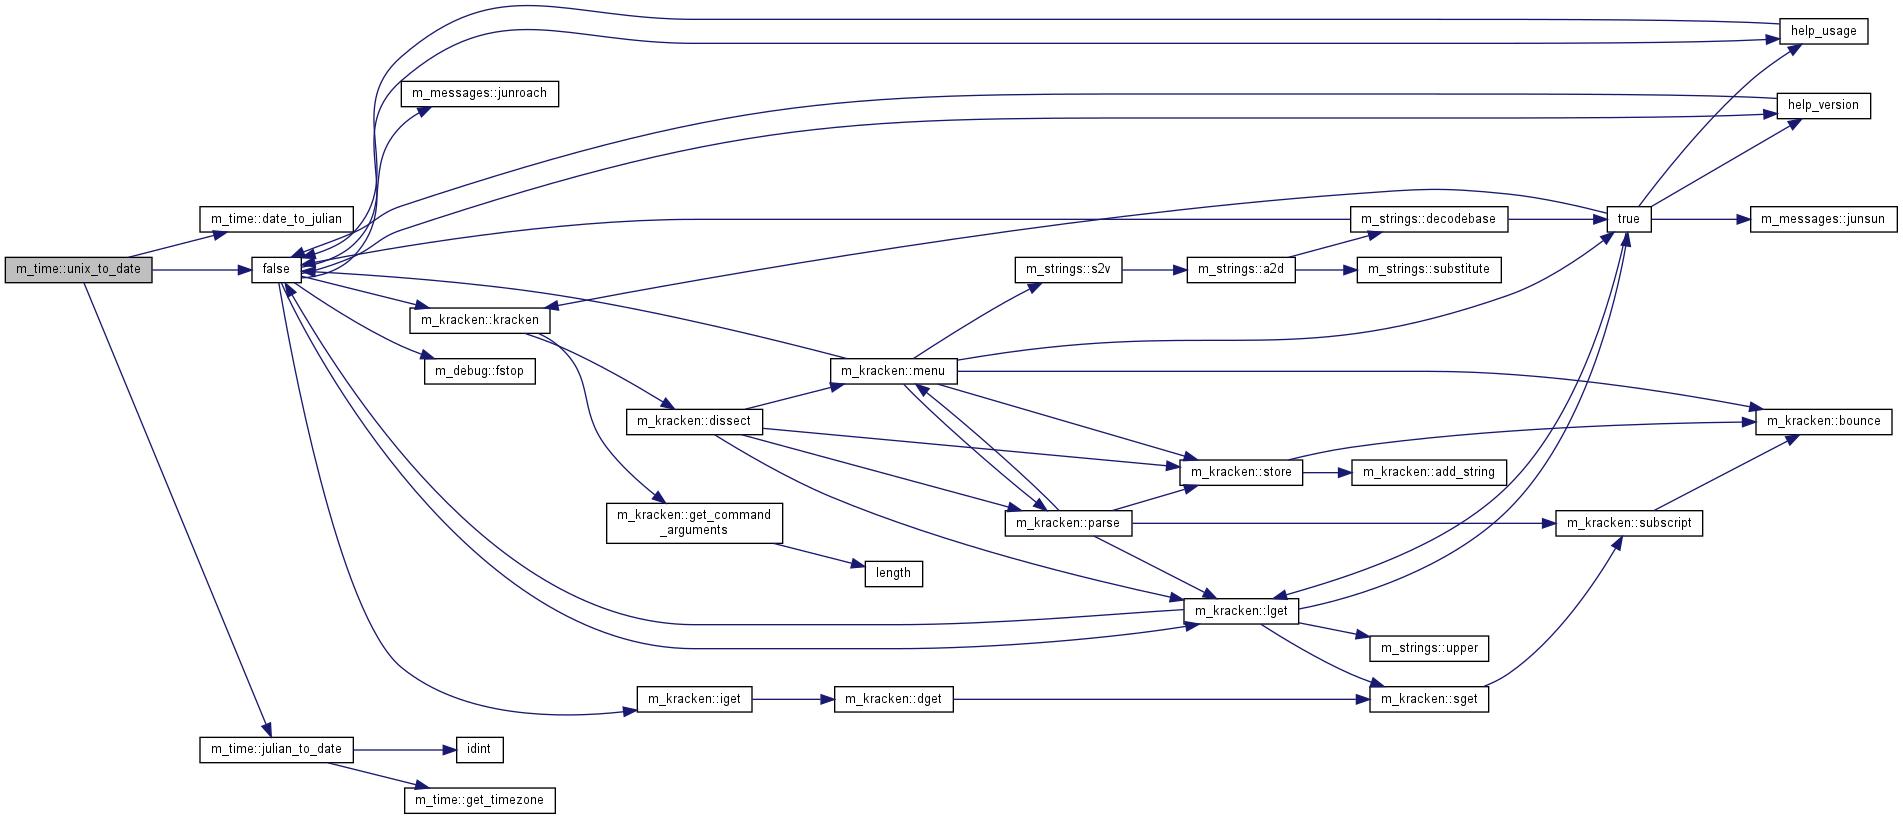 help_usage
m_messages::junroach
help_version
m_time::date_to_julian
m_strings::decodebase
true
m_messages::junsun
m_time::unix_to_date
false
m_strings::s2v
m_strings::a2d
m_strings::substitute
m_kracken::kracken
m_debug::fstop
m_kracken::menu
m_kracken::dissect
m_kracken::bounce
m_kracken::store
m_kracken::add_string
m_kracken::get_command
_arguments
m_kracken::parse
m_kracken::subscript
length
m_kracken::lget
m_strings::upper
m_kracken::iget
m_kracken::dget
m_kracken::sget
m_time::julian_to_date
idint
m_time::get_timezone